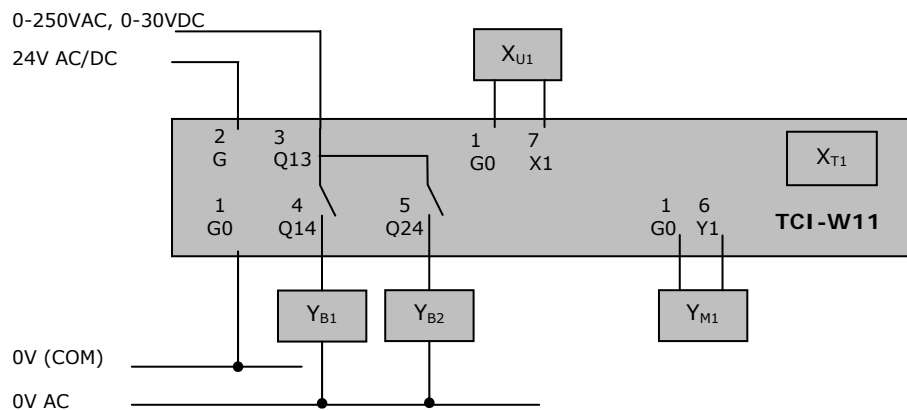 0-250VAC, 0-30VDC
24V AC/DC
XU1
2 3 1 7
G Q13 G0 X1
XT1
1 4 5 1 6
G0 Q14 Q24 G0 Y1
TCI-W11
YB1 YB2 YM1
0V (COM)
0V AC